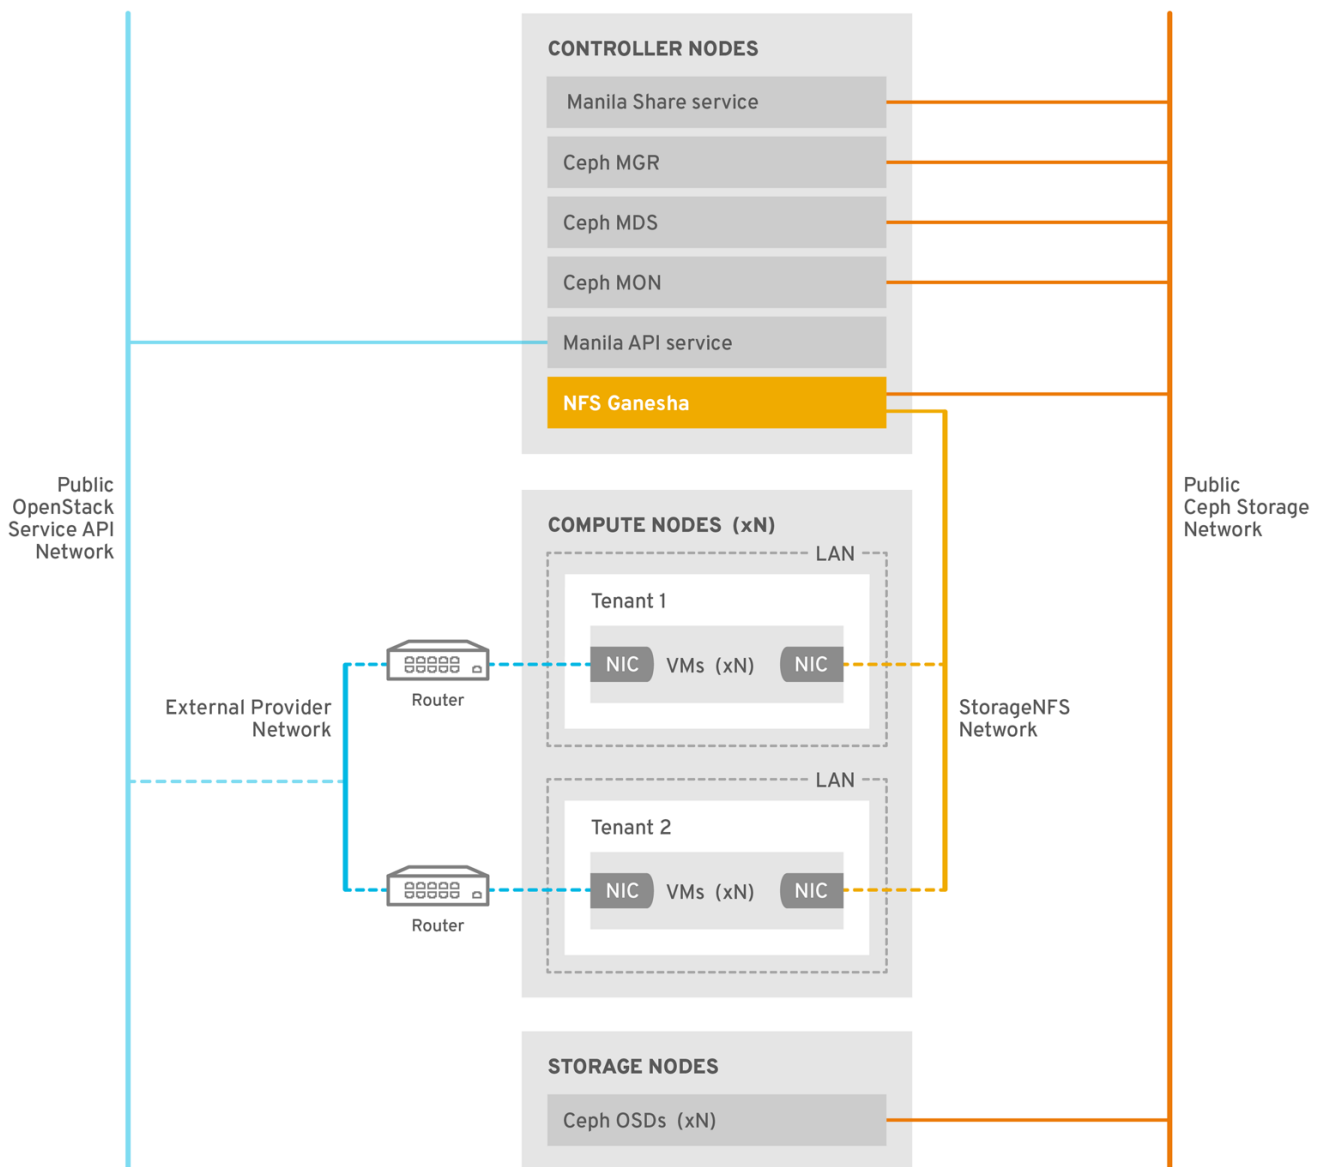 CONTROLLER NODES
Manila Share service
Ceph MGR
Ceph MDS
Ceph MON
Manila API service
NFS Ganesha
Public
OpenStack
Service API
Network
Public
Ceph Storage
Network
COMPUTE NODES (xN)
LAN
Tenant 1
NIC VMs (xN) NIC
Router
External Provider
Network
StorageNFS
Network
LAN
Tenant 2
NIC VMs (xN) NIC
Router
STORAGE NODES
Ceph OSDs (xN)